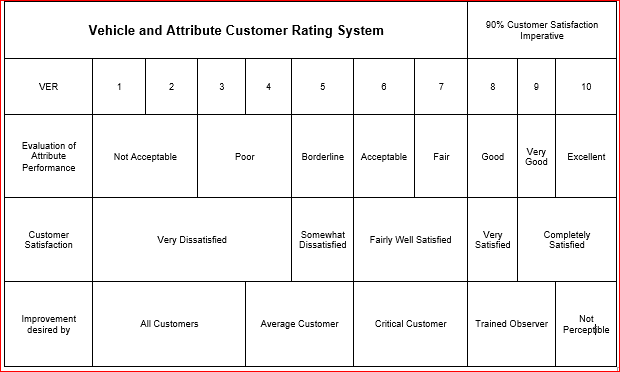 Vehicle and Attribute Customer Rating System
90% Customer Satisfaction
Imperative
VER 1 2 3 4 5 6 7 8 9 10
Evaluation of
Attribute
Performance
Not Acceptable
Poor
Borderline
Acceptable
Fair
Good
Very
Good
Excellent
Customer
Satisfaction
Very Dissatisfied
Somewhat
Dissatisfied
Fairly Well Satisfied
Very
Satisfied
Completely
Satisfied
Improvement
desired by
All Customers
Average Customer
Critical Customer
Trained Observer
Not
Perceptible